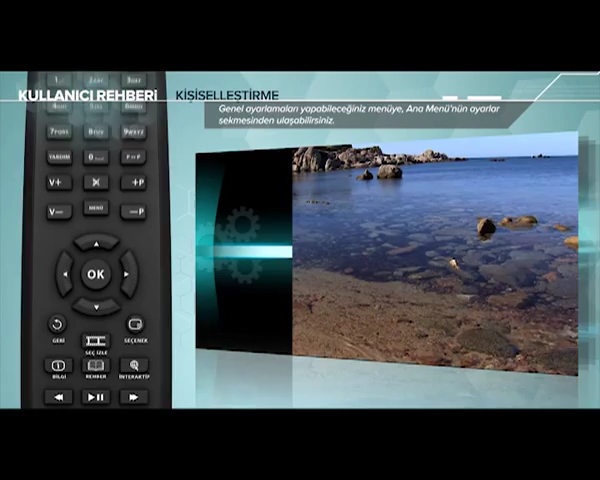 KULLANICI REHBERİ
KİŞİSELLEŞTİRME
Genel ayarlamaları yapabileceğiniz menüye, Ana Menü'nün ayarlar
sekmesinden ulaşabilirsiniz.
7PQRS 8TUV 9WXYZ
YARDIM 0 P↩P
V+ +P
V— MENÜ —P
OK
GERİ SEÇENEK
SEÇ İZLE
BİLGİ REHBER İNTERAKTİF